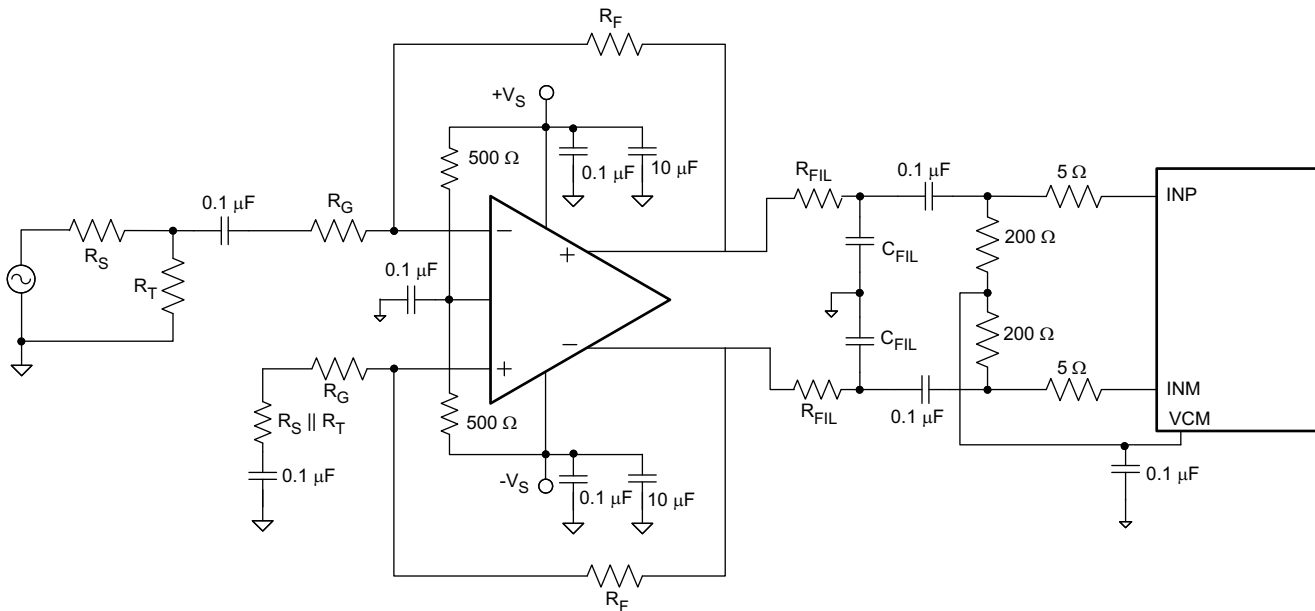 R_F
+V_S
500 Ω
0.1 μF
10 μF
R_FIL
0.1 μF
5 Ω
INP
0.1 μF
R_G
−
200 Ω
R_S
R_T
+
C_FIL
0.1 μF
200 Ω
−
C_FIL
5 Ω
+
R_G
R_FIL
0.1 μF
INM
R_S || R_T
500 Ω
VCM
0.1 μF
-V_S
0.1 μF
10 μF
0.1 μF
R_F